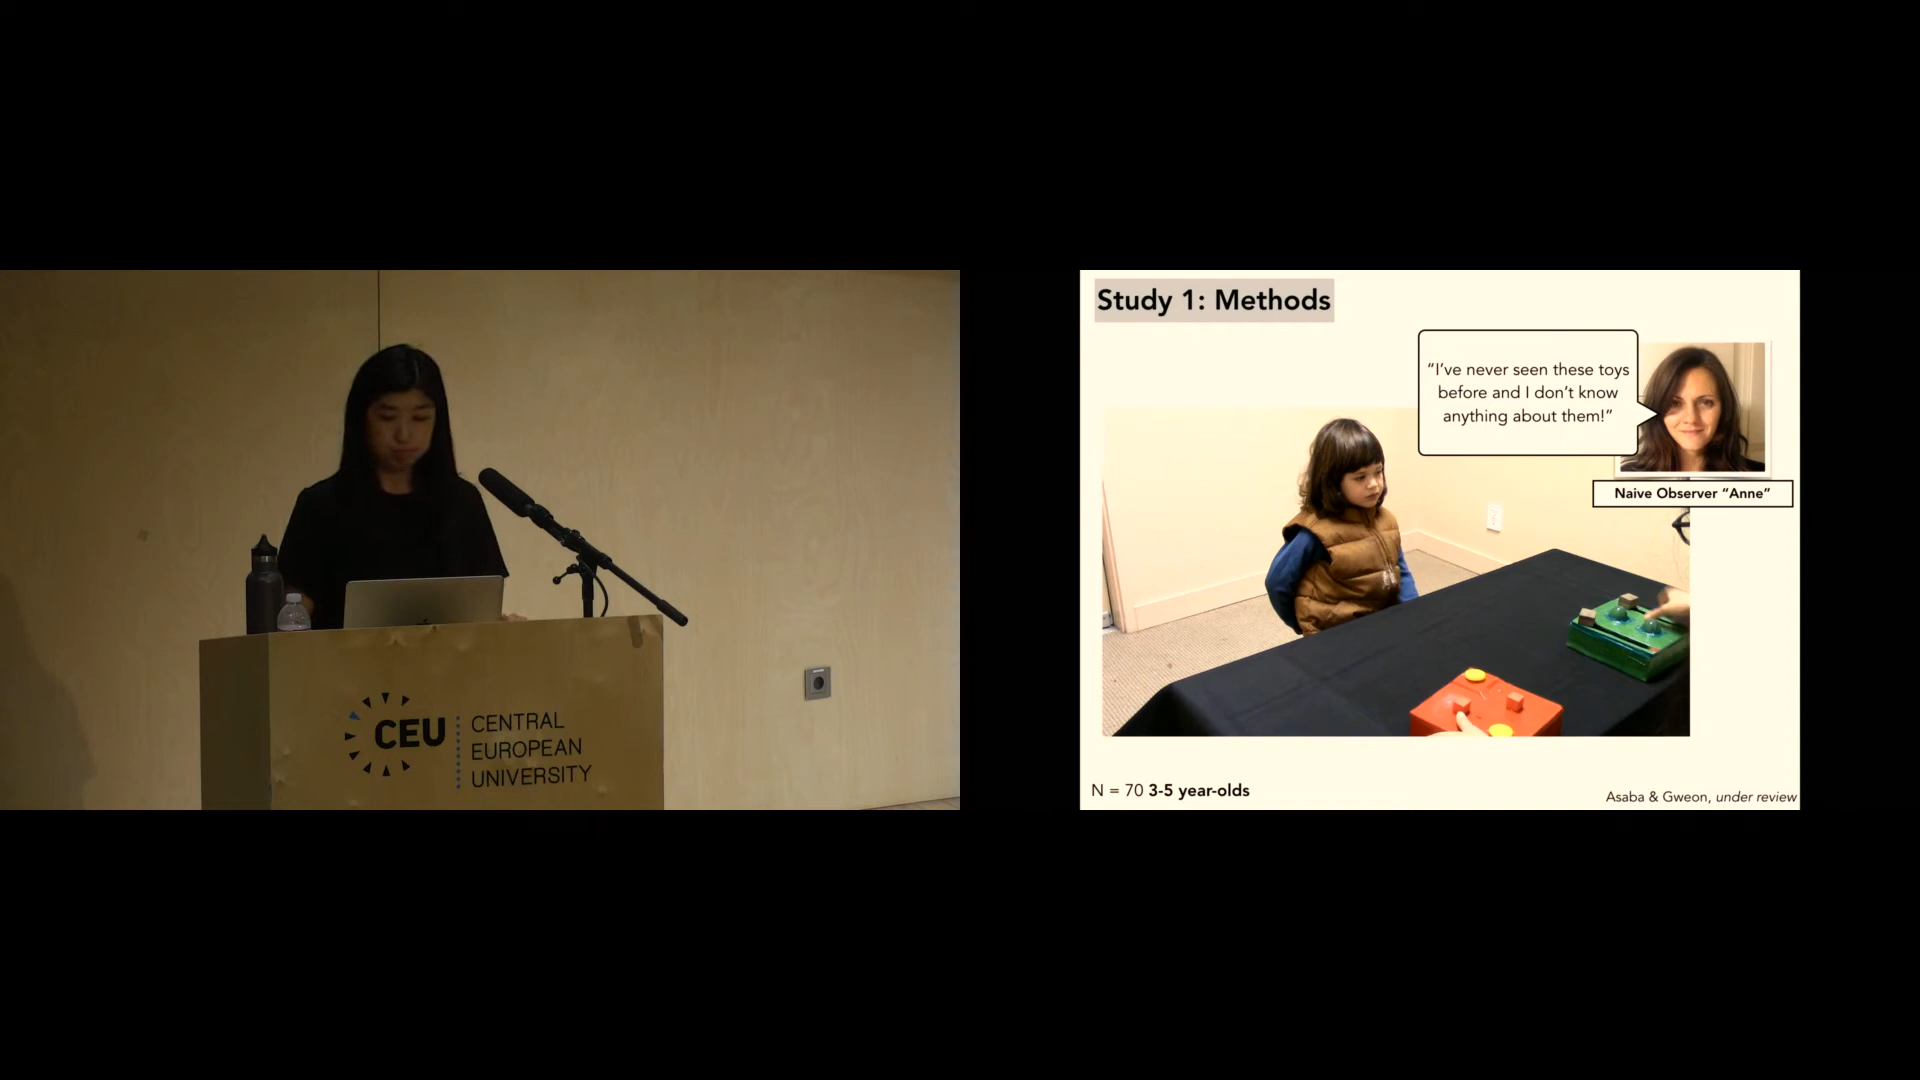 CEU
CENTRAL
EUROPEAN
UNIVERSITY
Study 1: Methods
“I’ve never seen these toys
before and I don’t know
anything about them!”
Naive Observer “Anne”
N = 70 3-5 year-olds
Asaba & Gweon, under review